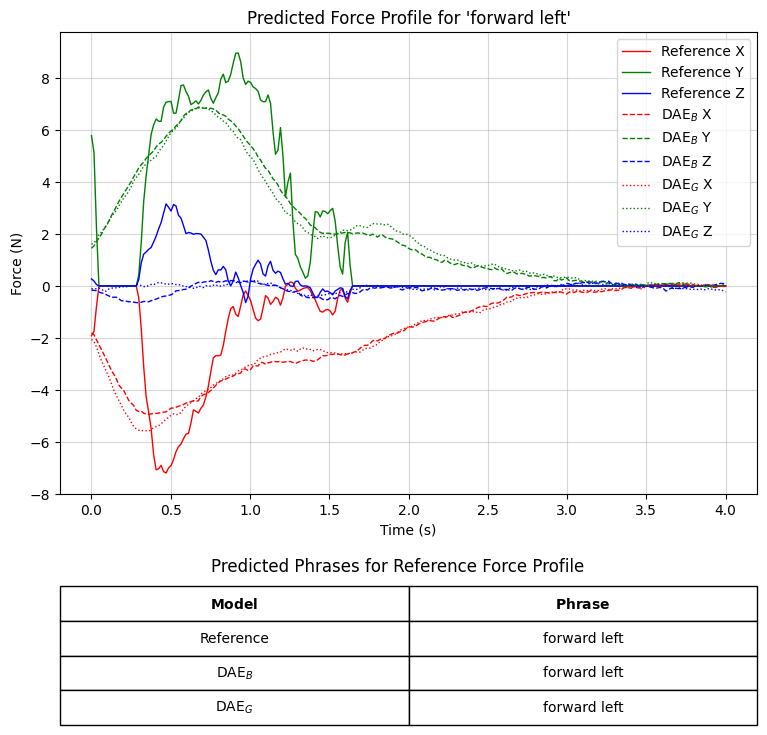 Predicted Force Profile for 'forward left'
Force (N)
8
6
4
2
0
−2
−4
−6
−8
Reference X
Reference Y
Reference Z
DAE_B X
DAE_B Y
DAE_B Z
DAE_G X
DAE_G Y
DAE_G Z
0.0 0.5 1.0 1.5 2.0 2.5 3.0 3.5 4.0
Time (s)
Predicted Phrases for Reference Force Profile
Model Phrase
Reference forward left
DAE_B forward left
DAE_G forward left